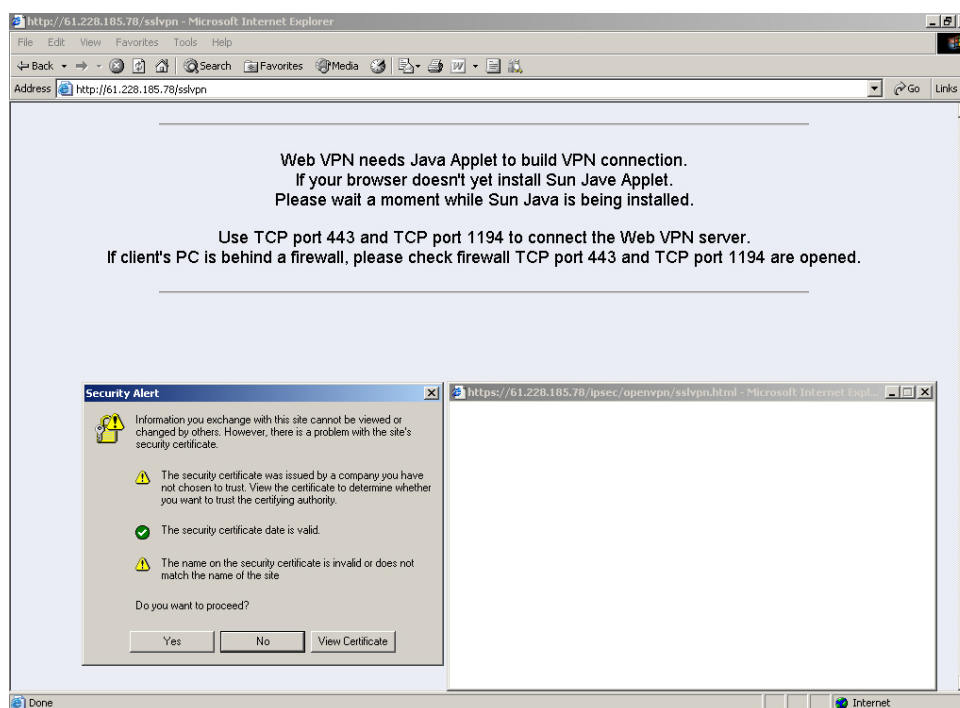 http://61.228.185.78/sslvpn - Microsoft Internet Explorer
File Edit View Favorites Tools Help
Back Search Favorites Media
Address http://61.228.185.78/sslvpn Go Links
Web VPN needs Java Applet to build VPN connection.
If your browser doesn't yet install Sun Jave Applet.
Please wait a moment while Sun Java is being installed.
Use TCP port 443 and TCP port 1194 to connect the Web VPN server.
If client's PC is behind a firewall, please check firewall TCP port 443 and TCP port 1194 are opened.
Security Alert
Information you exchange with this site cannot be viewed or
changed by others. However, there is a problem with the site's
security certificate.
The security certificate was issued by a company you have
not chosen to trust. View the certificate to determine whether
you want to trust the certifying authority.
The security certificate date is valid.
The name on the security certificate is invalid or does not
match the name of the site
Do you want to proceed?
Yes No View Certificate
https://61.228.185.78/ipsec/openvpn/sslvpn.html - Microsoft Internet Expl...
Done Internet